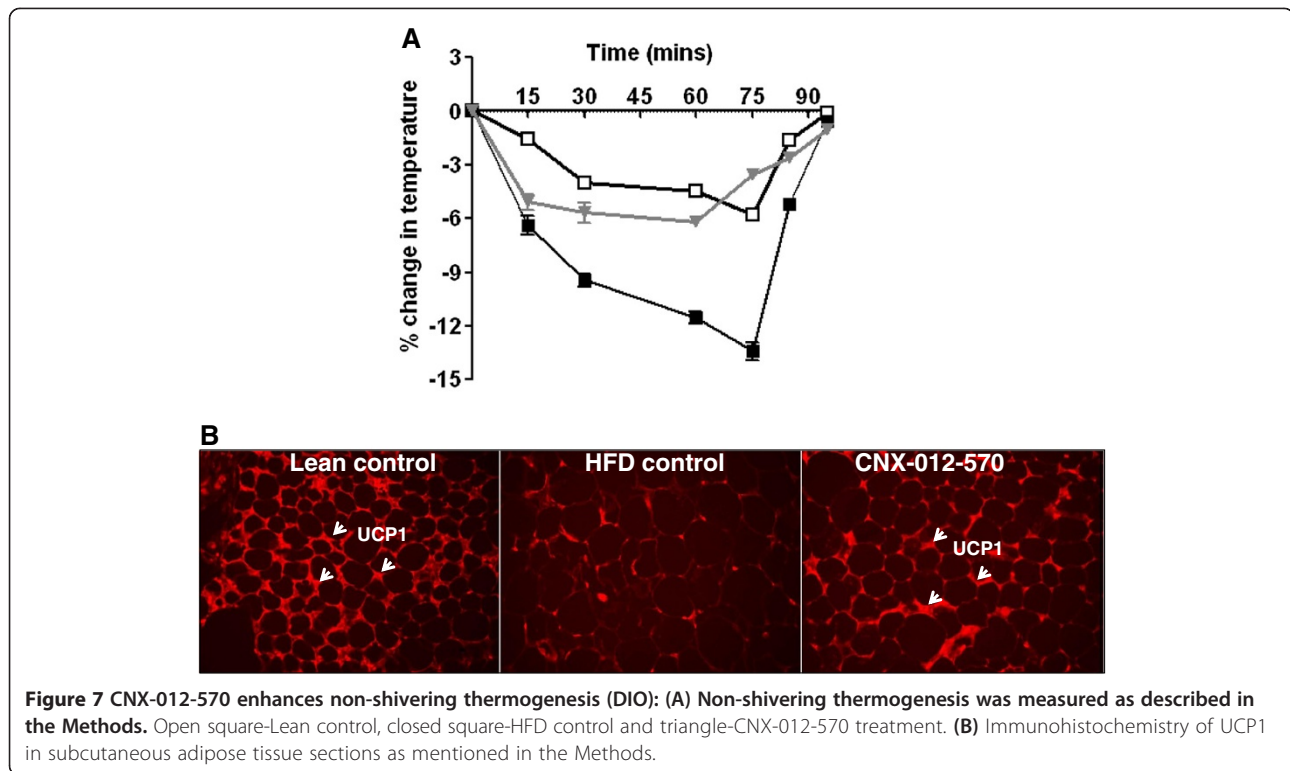 A
Time (mins)
3
15 30 45 60 75 90
0
-3
-6
-9
-12
-15
% change in temperature
B
Lean control
HFD control
CNX-012-570
UCP1
UCP1
Figure 7 CNX-012-570 enhances non-shivering thermogenesis (DIO): (A) Non-shivering thermogenesis was measured as described in
the Methods. Open square-Lean control, closed square-HFD control and triangle-CNX-012-570 treatment. (B) Immunohistochemistry of UCP1
in subcutaneous adipose tissue sections as mentioned in the Methods.